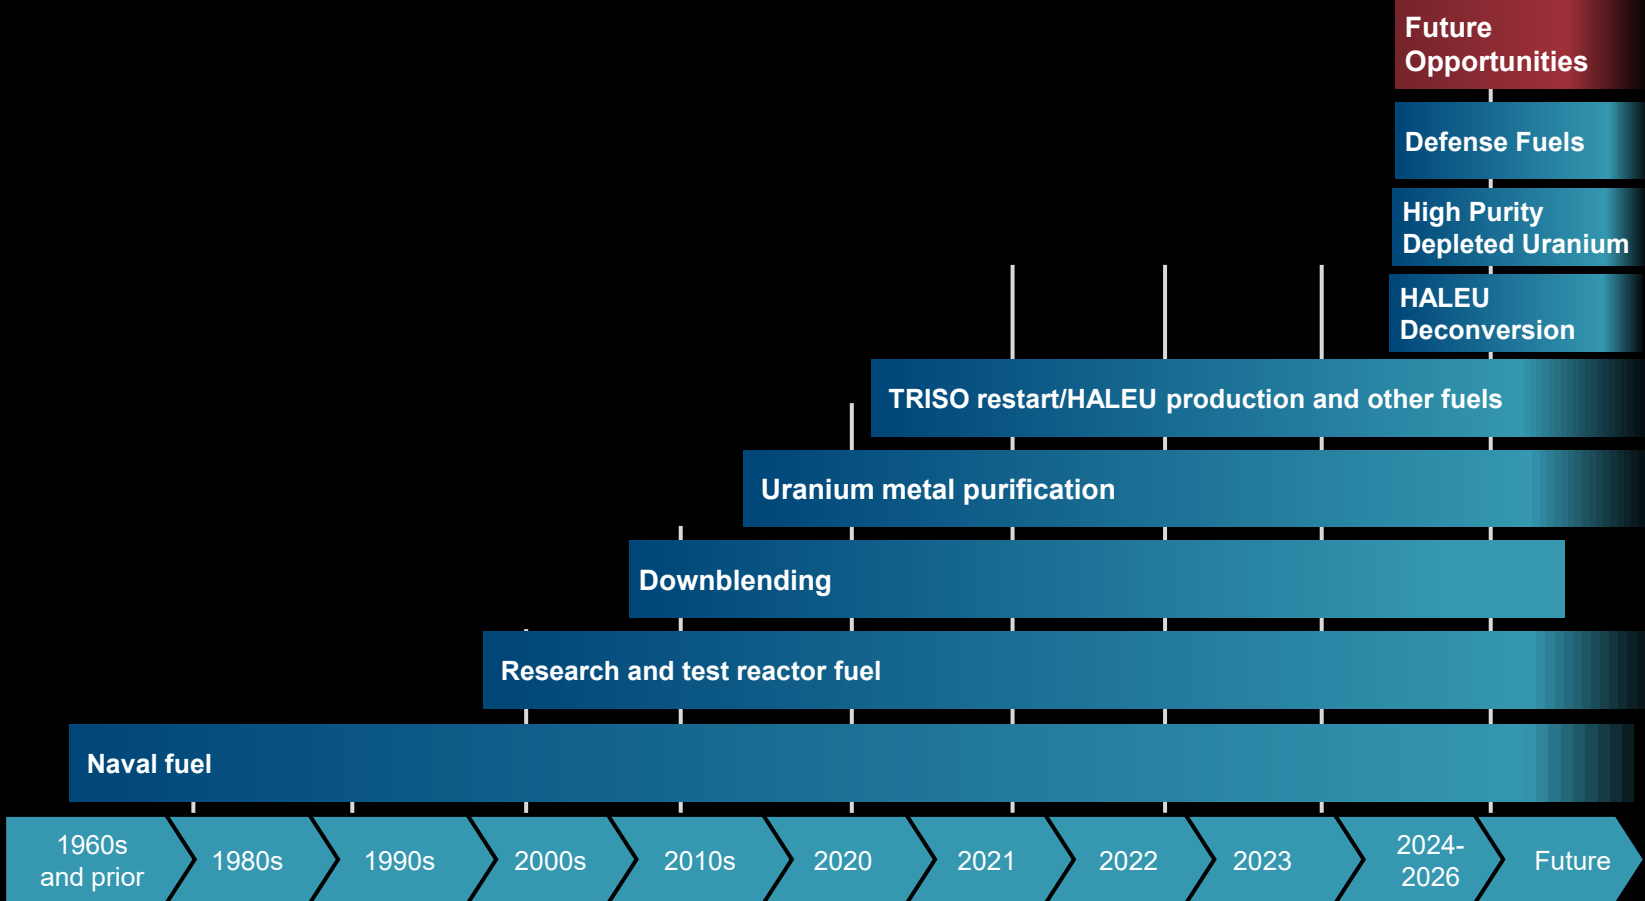 Future
Opportunities
Defense Fuels
High Purity
Depleted Uranium
HALEU
Deconversion
TRISO restart/HALEU production and other fuels
Uranium metal purification
Downblending
Research and test reactor fuel
Naval fuel
1960s
and prior
1980s
1990s
2000s
2010s
2020
2021
2022
2023
2024-
2026
Future